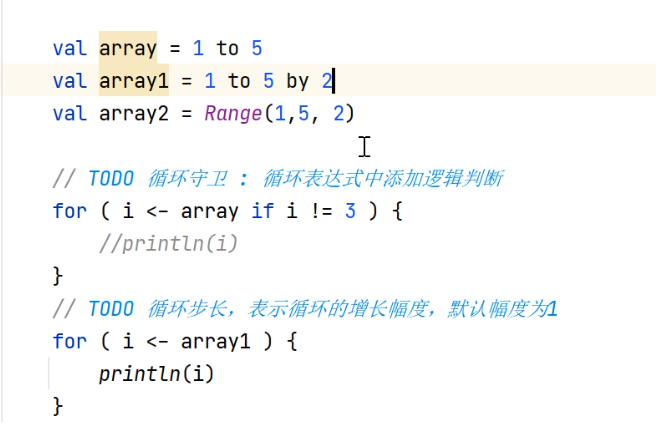 val array = 1 to 5
val array1 = 1 to 5 by 2
val array2 = Range(1,5, 2)
// TODO 循环守卫 : 循环表达式中添加逻辑判断
for ( i <- array if i != 3 ) {
//println(i)
}
// TODO 循环步长，表示循环的增长幅度，默认幅度为1
for ( i <- array1 ) {
println(i)
}